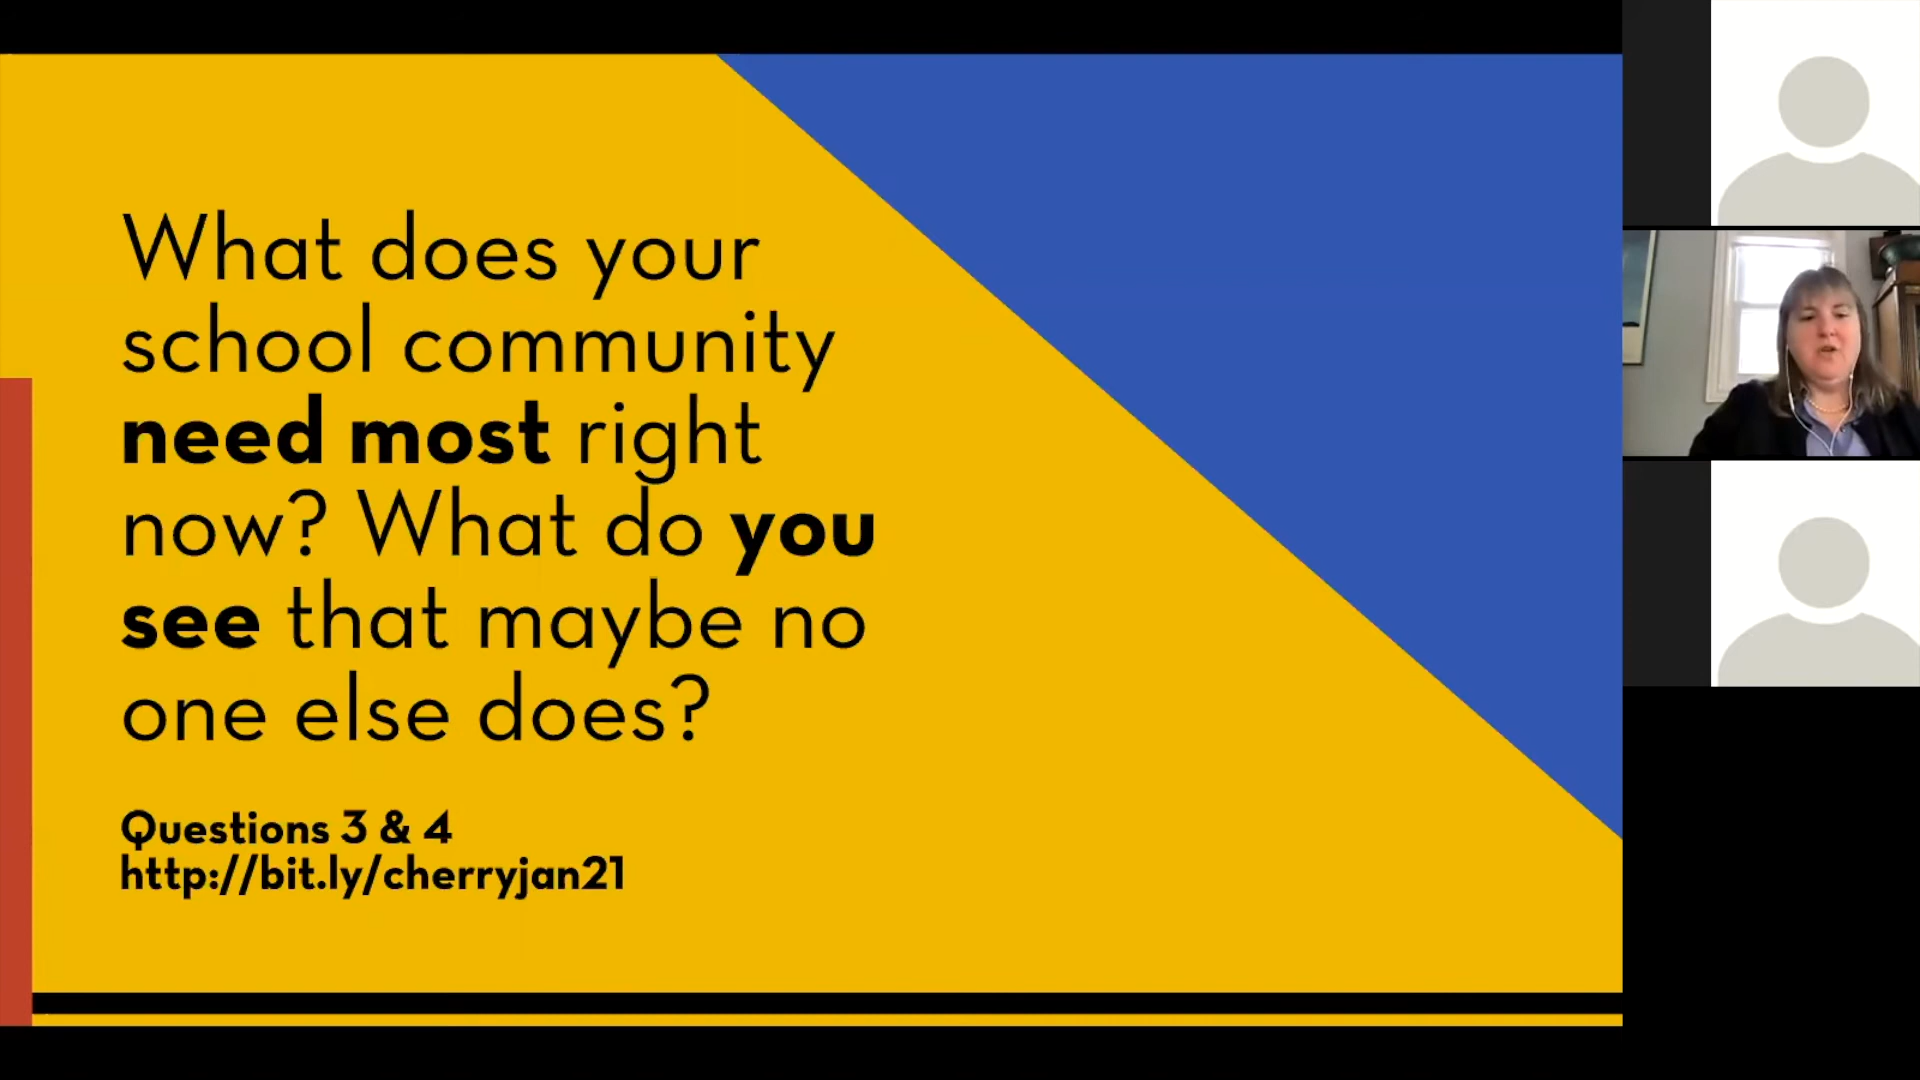 What does your
school community
need most right
now? What do you
see that maybe no
one else does?
Questions 3 & 4
http://bit.ly/cherryjan21